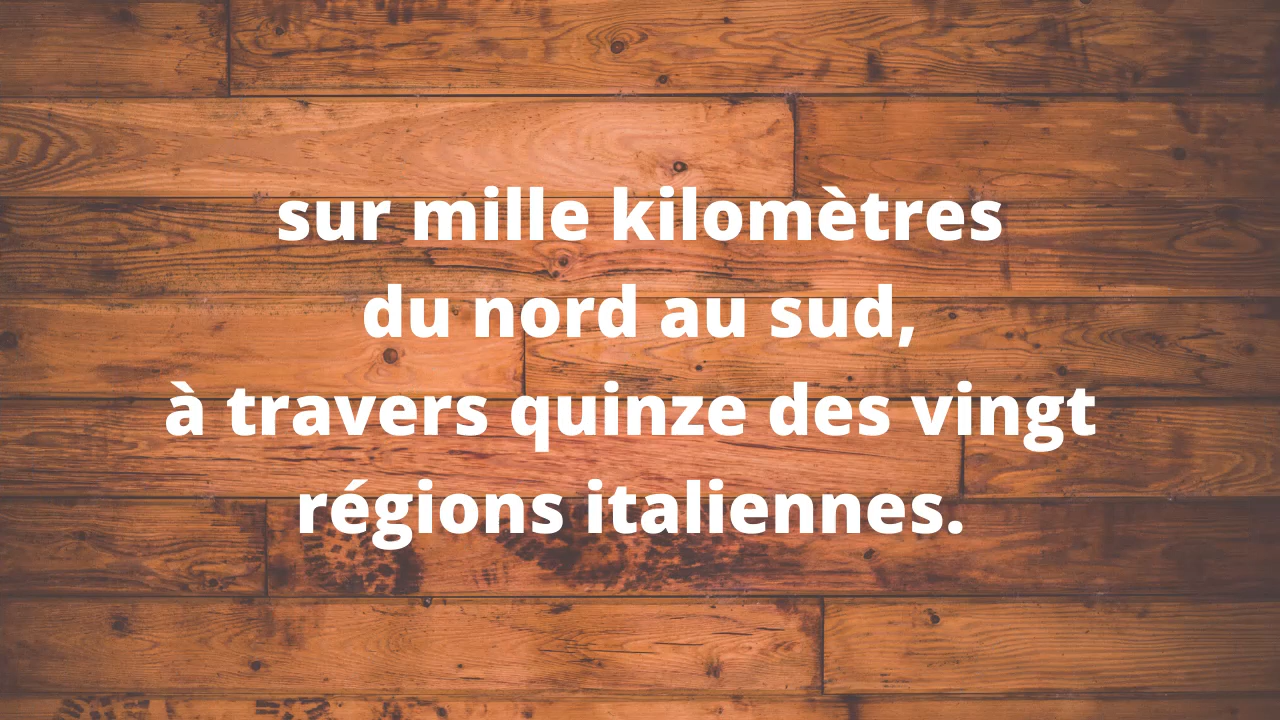 sur mille kilomètres
du nord au sud,
à travers quinze des vingt
régions italiennes.